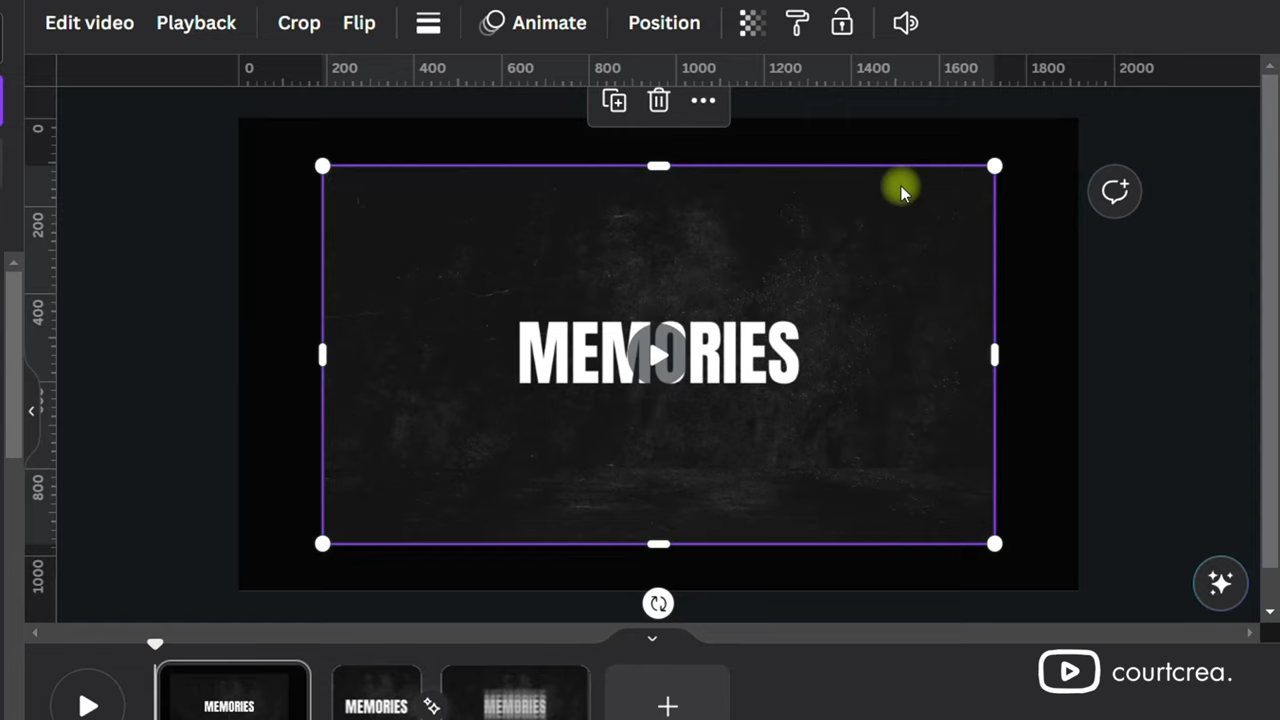 Edit video Playback Crop Flip Animate Position
0 200 400 600 800 1000 1200 1400 1600 1800 2000
0
200
400
800
1000
MEMORIES
MEMORIES MEMORIES MEMORIES
courtcrea.